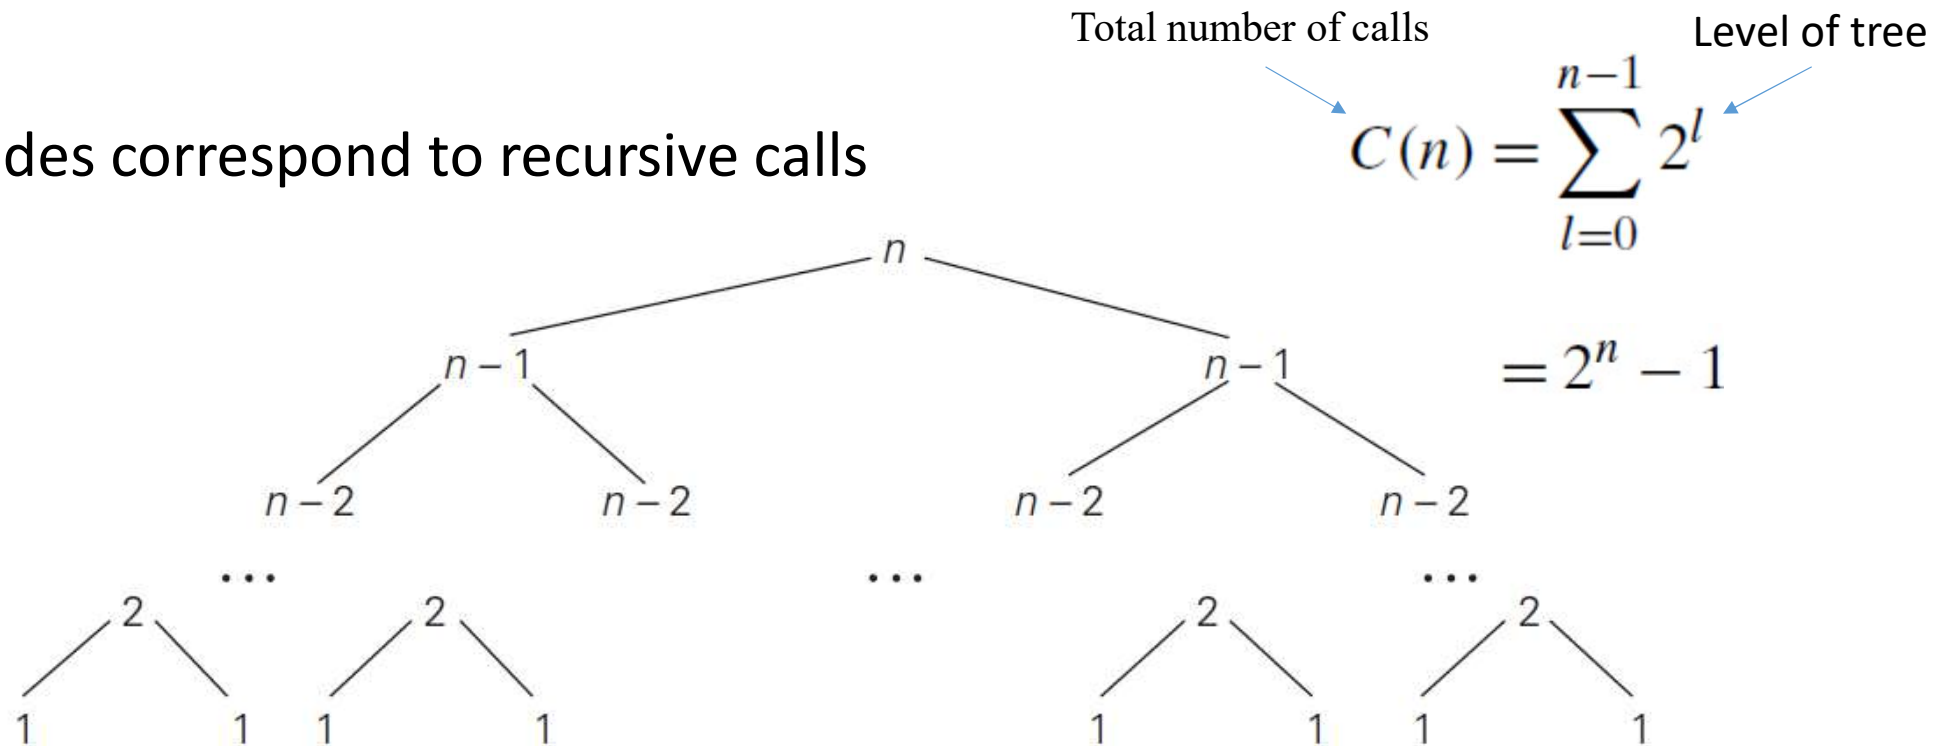 Total number of calls
Level of tree
des correspond to recursive calls
C(n) = \sum_{l=0}^{n-1} 2^l
= 2^n − 1
n
n − 1 n − 1
n − 2 n − 2 n − 2 n − 2
... ... ...
2 2 2 2
1 1 1 1 1 1 1 1